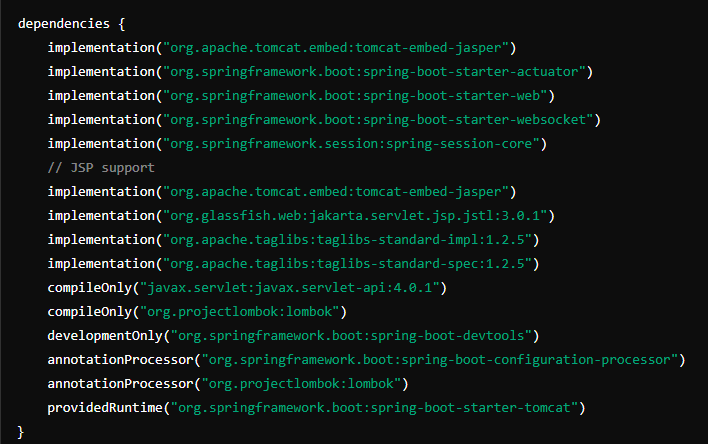 dependencies {
    implementation("org.apache.tomcat.embed:tomcat-embed-jasper")
    implementation("org.springframework.boot:spring-boot-starter-actuator")
    implementation("org.springframework.boot:spring-boot-starter-web")
    implementation("org.springframework.boot:spring-boot-starter-websocket")
    implementation("org.springframework.session:spring-session-core")
    // JSP support
    implementation("org.apache.tomcat.embed:tomcat-embed-jasper")
    implementation("org.glassfish.web:jakarta.servlet.jsp.jstl:3.0.1")
    implementation("org.apache.taglibs:taglibs-standard-impl:1.2.5")
    implementation("org.apache.taglibs:taglibs-standard-spec:1.2.5")
    compileOnly("javax.servlet:javax.servlet-api:4.0.1")
    compileOnly("org.projectlombok:lombok")
    developmentOnly("org.springframework.boot:spring-boot-devtools")
    annotationProcessor("org.springframework.boot:spring-boot-configuration-processor")
    annotationProcessor("org.projectlombok:lombok")
    providedRuntime("org.springframework.boot:spring-boot-starter-tomcat")
}